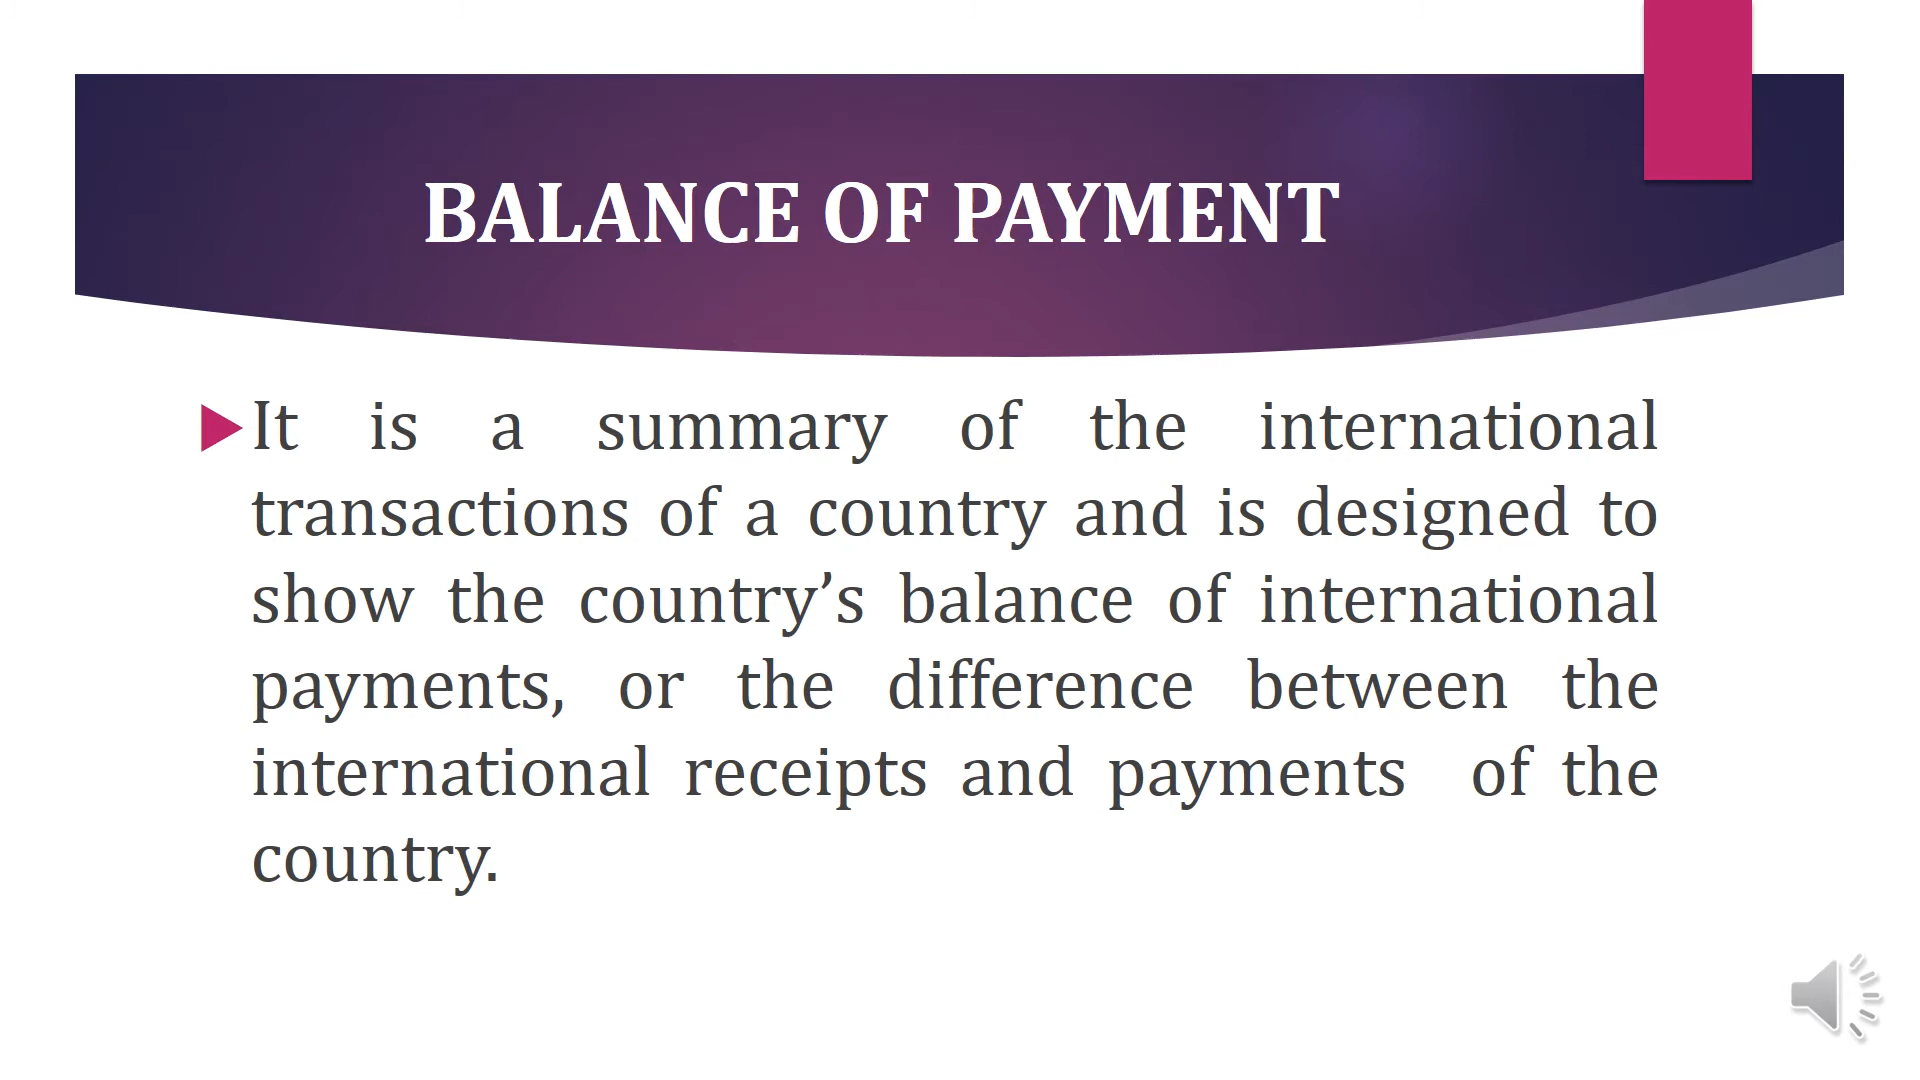 BALANCE OF PAYMENT
It is a summary of the international
transactions of a country and is designed to
show the country’s balance of international
payments, or the difference between the
international receipts and payments  of the
country.